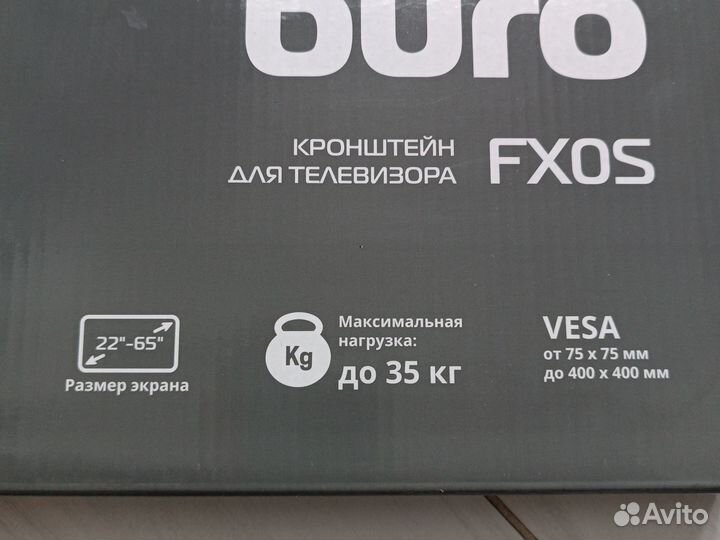 buro
КРОНШТЕЙН
ДЛЯ ТЕЛЕВИЗОРА
FX0S
22"-65"
Размер экрана
Kg
Максимальная
нагрузка:
до 35 кг
VESA
от 75 x 75 мм
до 400 x 400 мм
Avito